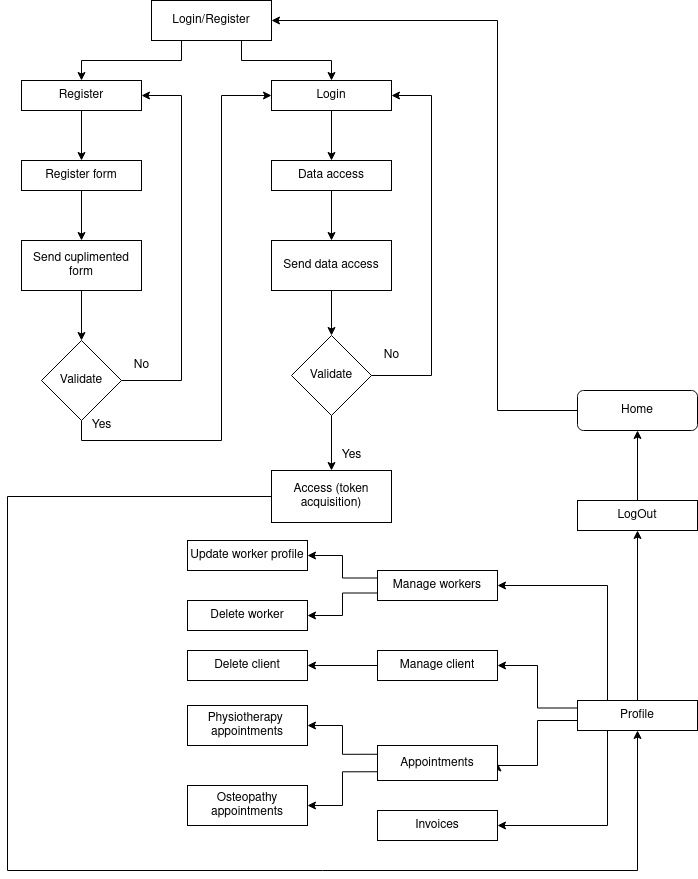 Login/Register
Register
Login
Register form
Data access
Send cuplimented
form
Send data access
No
Validate
Yes
No
Validate
Yes
Home
Access (token
acquisition)
LogOut
Update worker profile
Manage workers
Delete worker
Delete client
Manage client
Profile
Physiotherapy
appointments
Appointments
Osteopathy
appointments
Invoices